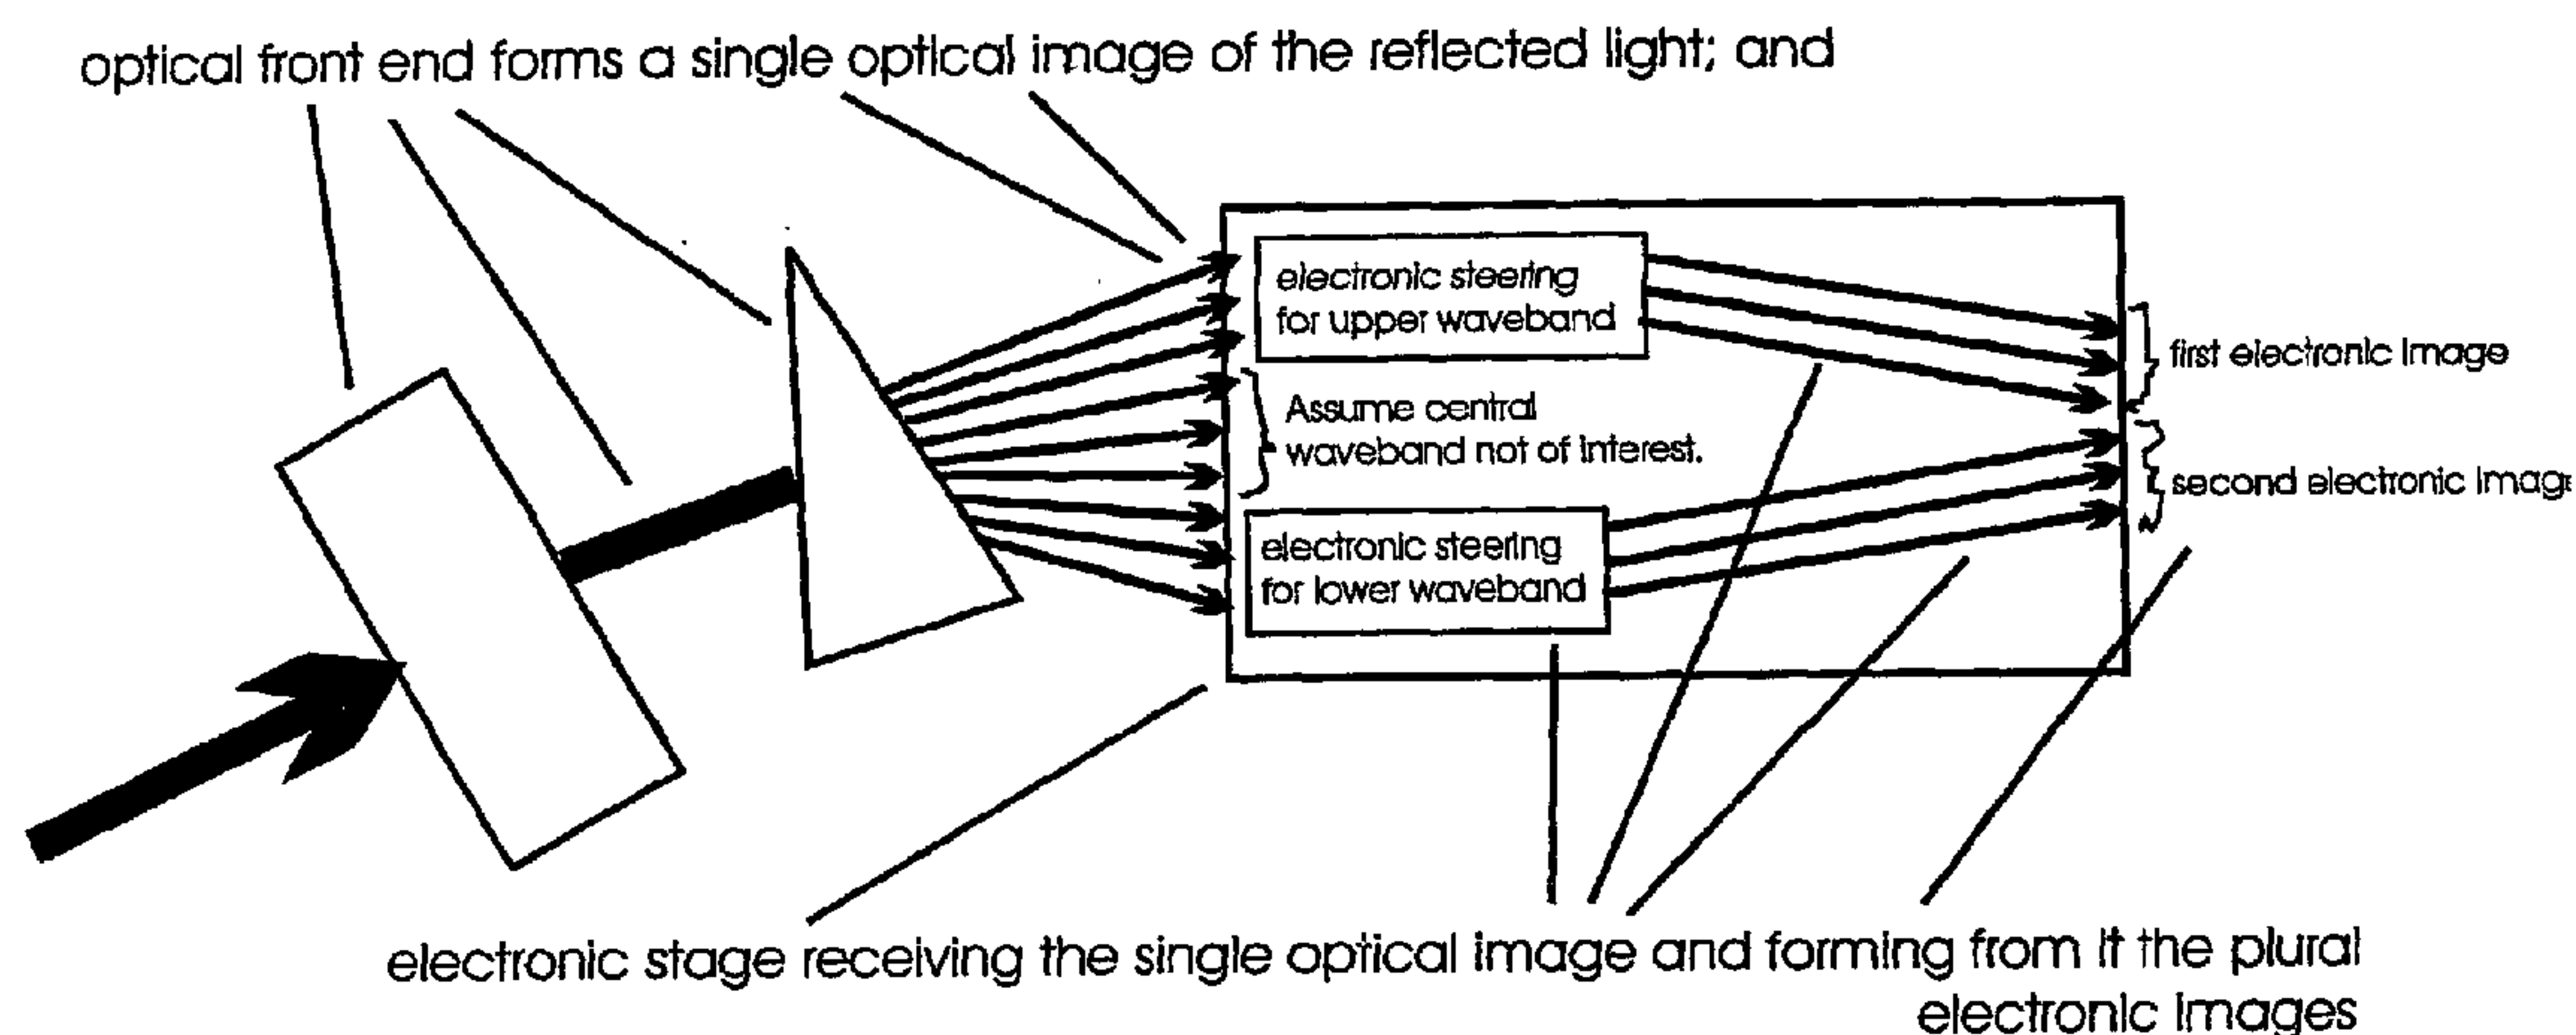 optical front end forms a single optical image of the reflected light; and
electronic steering
for upper waveband
first electronic image
Assume central
waveband not of interest.
second electronic imag
electronic steering
for lower waveband
electronic stage receiving the single optical image and forming from it the plural
electronic images